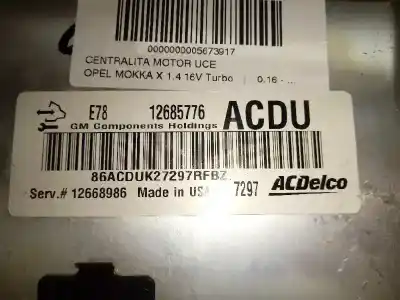 0000000005673917
CENTRALITA MOTOR UCE
OPEL MOKKA X 1.4 16V Turbo | 0.16 - ...
E78 12685776 ACDU
GM Components Holdings
86ACDUK27297RFBZ
Serv.# 12668986 Made in USA 7297 ACDelco